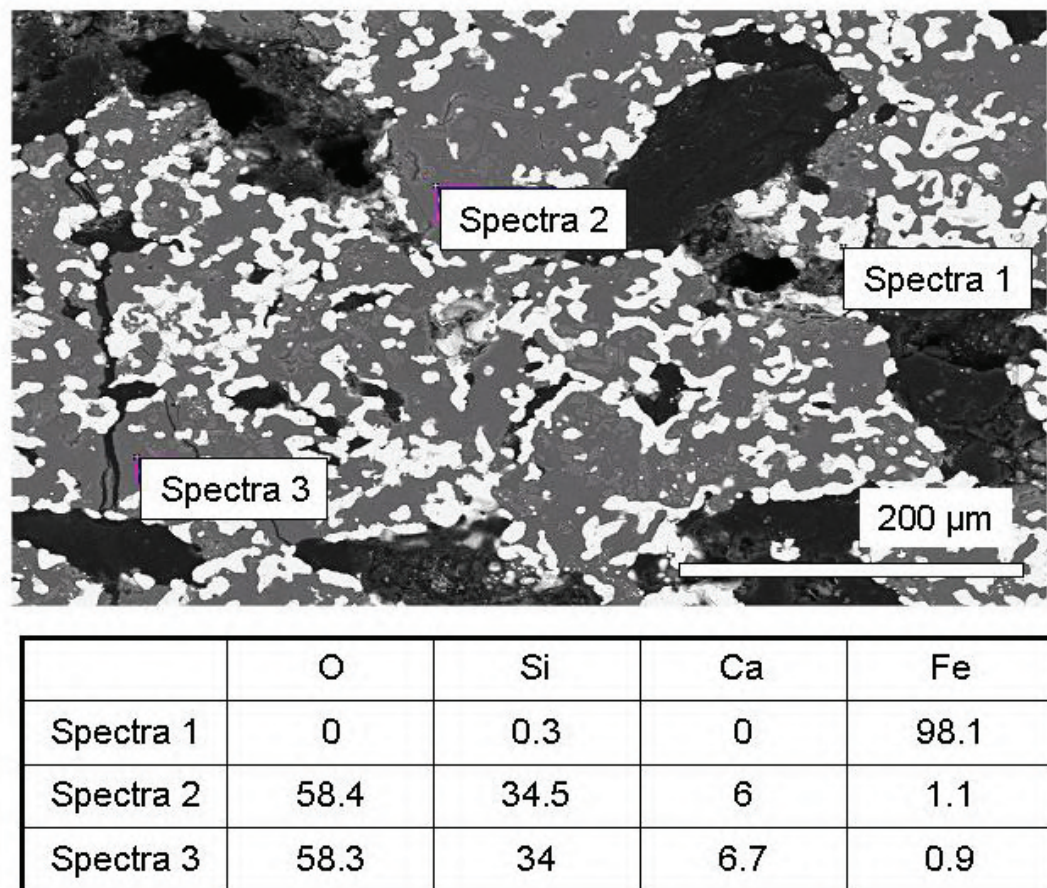 Spectra 2
Spectra 1
Spectra 3
200 µm
O Si Ca Fe
Spectra 1 0 0.3 0 98.1
Spectra 2 58.4 34.5 6 1.1
Spectra 3 58.3 34 6.7 0.9